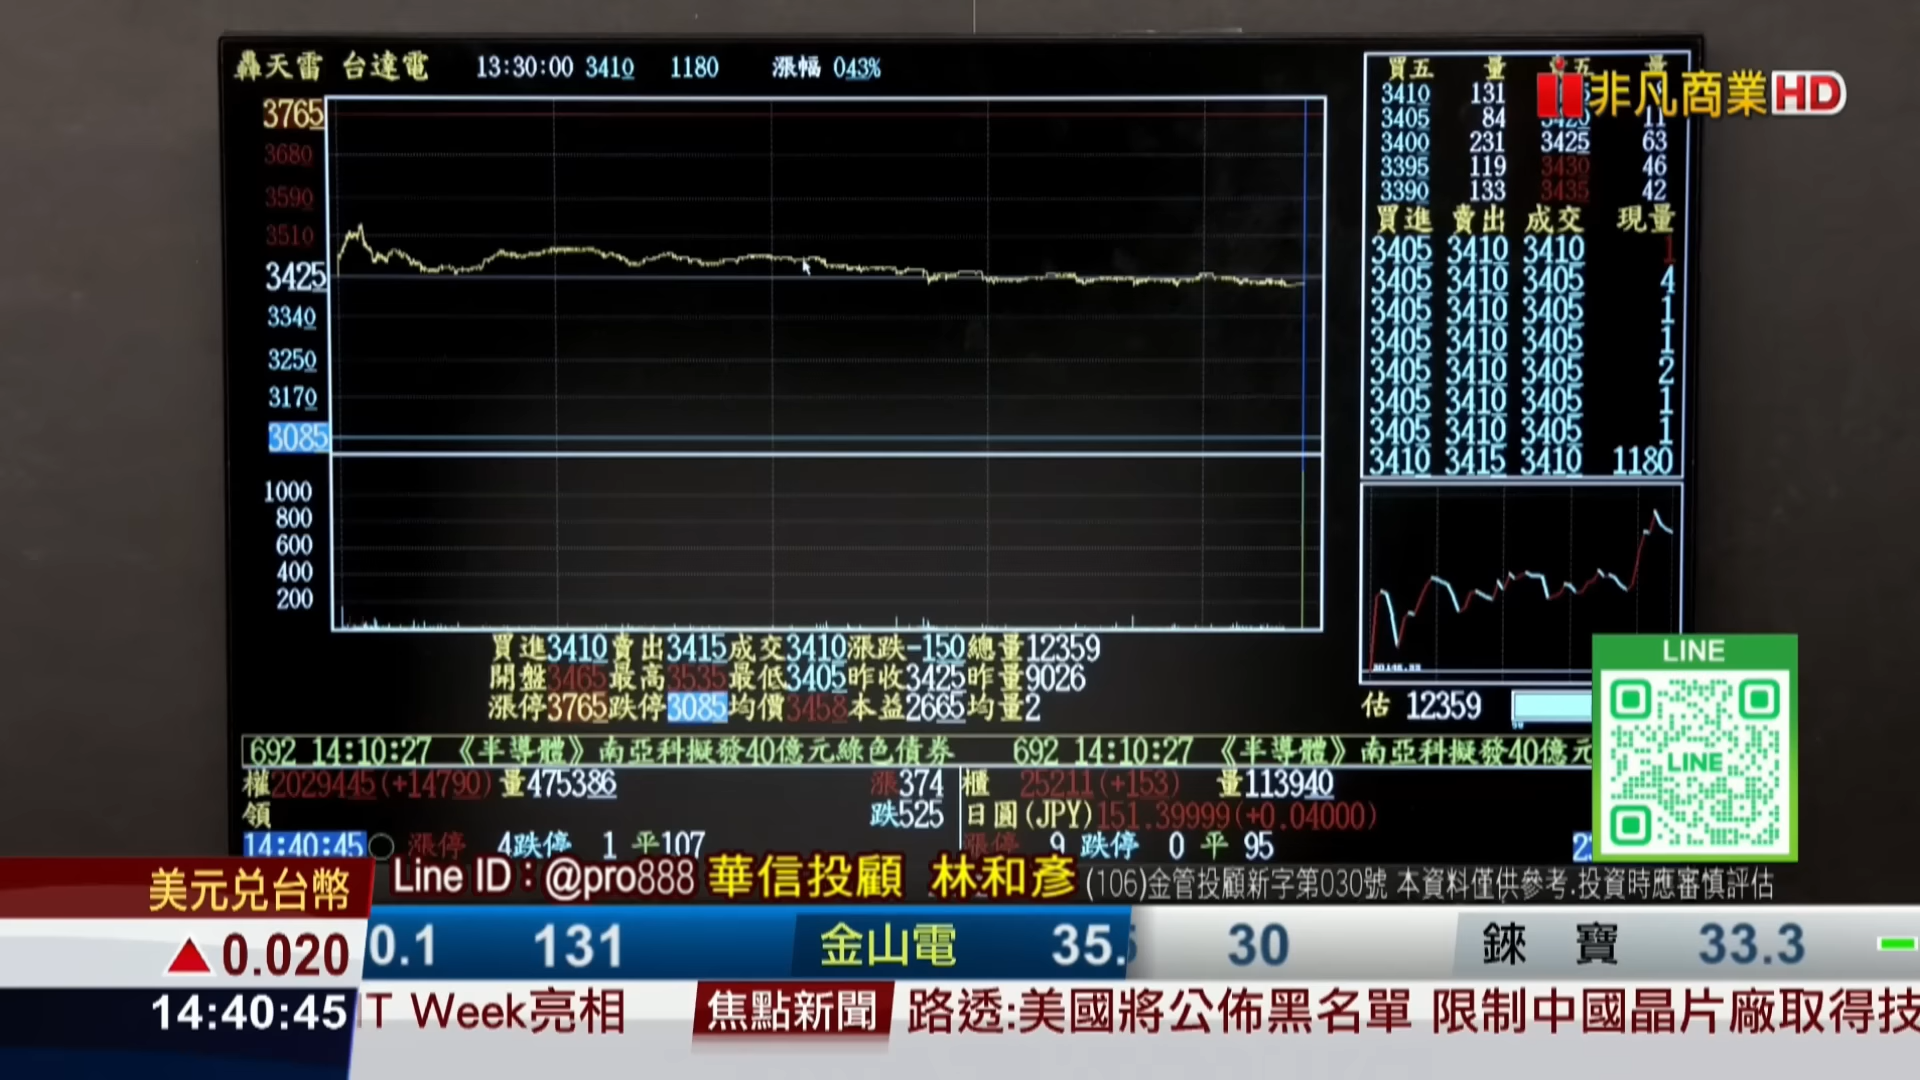 轟天雷 台達電 13:30:00 3410 1180 漲幅 043%
非凡商業HD
3765
3680
3590
3510
3425
3340
3250
3170
3085
1000
800
600
400
200
買五 量 五 量
3410 131
3405 84 3420 11
3400 231 3425 63
3395 119 3430 46
3390 133 3435 42
買進 賣出 成交 現量
3405 3410 3410 1
3405 3410 3405 4
3405 3410 3405 1
3405 3410 3405 1
3405 3410 3405 2
3405 3410 3405 1
3405 3410 3405 1
3410 3415 3410 1180
買進3410賣出3415成交3410漲跌-150總量12359
開盤3465最高3535最低3405昨收3425昨量9026
漲停3765跌停3085均價3458本益2665均量2
估 12359
LINE
LINE
692 14:10:27 《半導體》南亞科擬發40億元綠色債券 692 14:10:27 《半導體》南亞科擬發40億元
權2029445(+14790) 量475386 漲374 櫃 25211(+153) 量113940
領 跌525 日圓(JPY)151.39999(+0.04000)
14:40:45 漲停 4跌停 1 平107 漲停 9 跌停 0 平 95
Line ID：@pro888 華信投顧 林和彥 (106)金管投顧新字第030號 本資料僅供參考.投資時應審慎評估
美元兌台幣
▲0.020
0.1 131 金山電 35. 30 錸寶 33.3
14:40:45
IT Week亮相 焦點新聞 路透:美國將公佈黑名單 限制中國晶片廠取得技